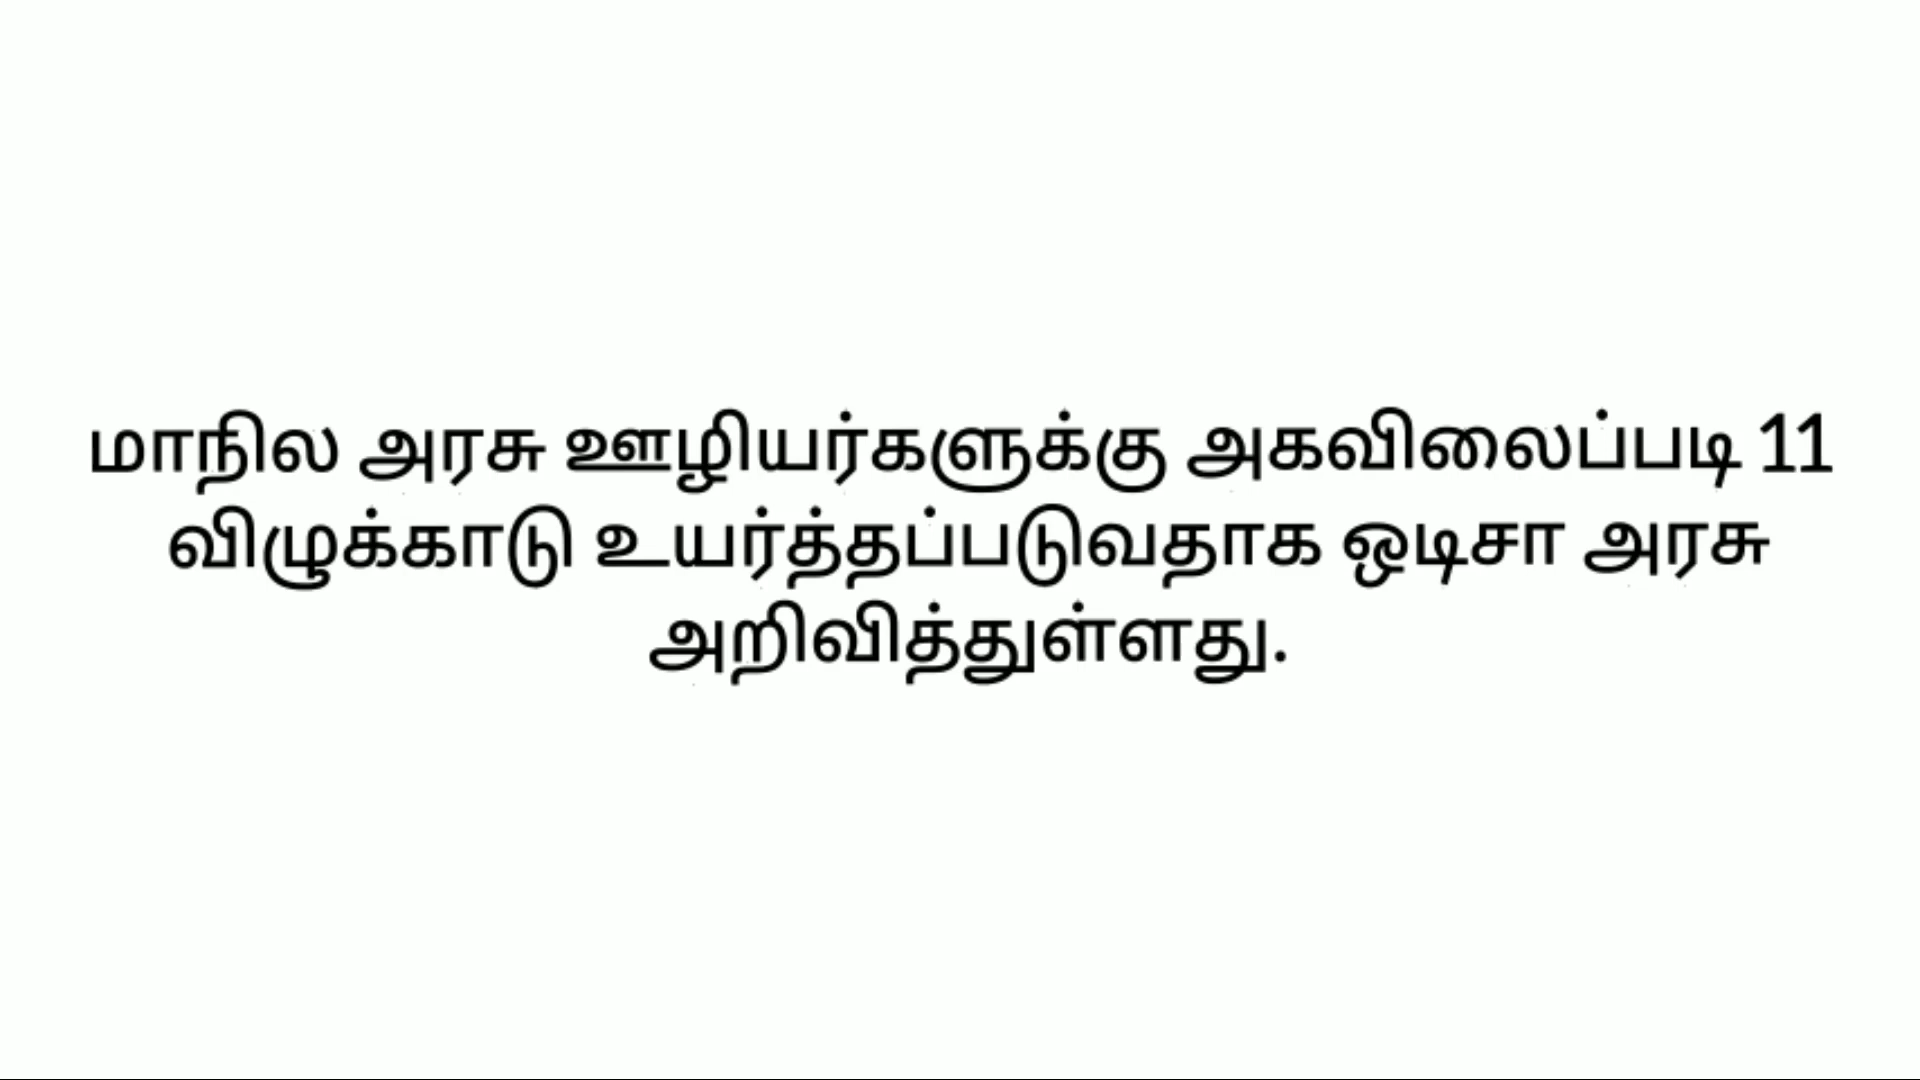 மாநில அரசு ஊழியர்களுக்கு அகவிலைப்படி 11
விழுக்காடு உயர்த்தப்படுவதாக ஒடிசா அரசு
அறிவித்துள்ளது.